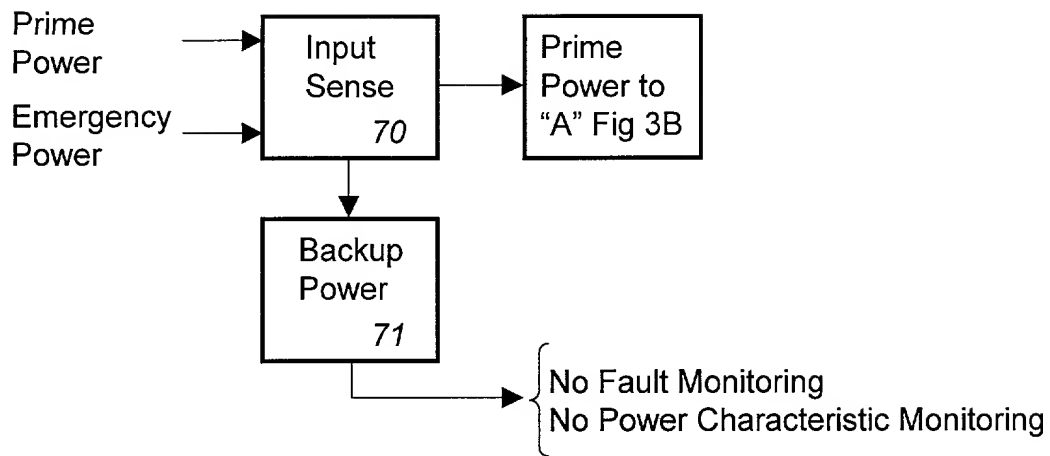 Prime
Power
Emergency
Power
Input
Sense
70
Prime
Power to
“A” Fig 3B
Backup
Power
71
No Fault Monitoring
No Power Characteristic Monitoring